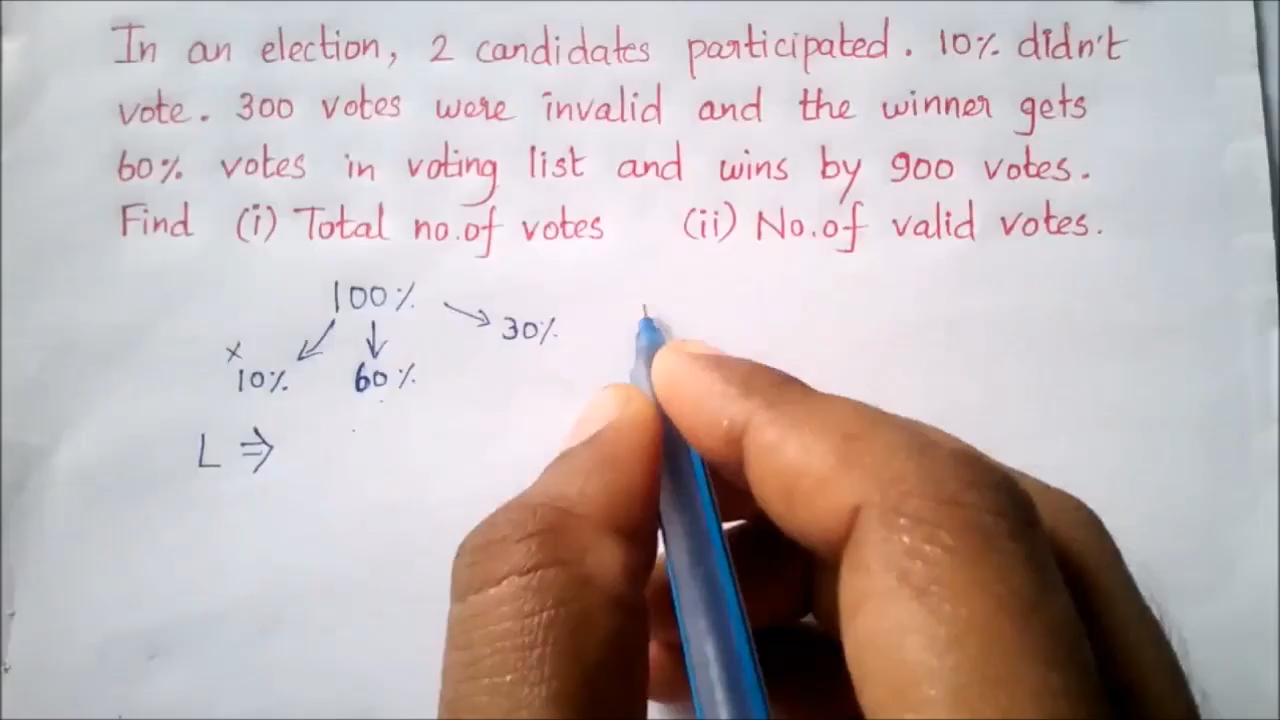 In an election, 2 candidates participated. 10% didn't
vote. 300 votes were invalid and the winner gets
60% votes in voting list and wins by 900 votes.
Find (i) Total no.of votes (ii) No.of valid votes.
100%
x 10% 60% 30%
L ⇒